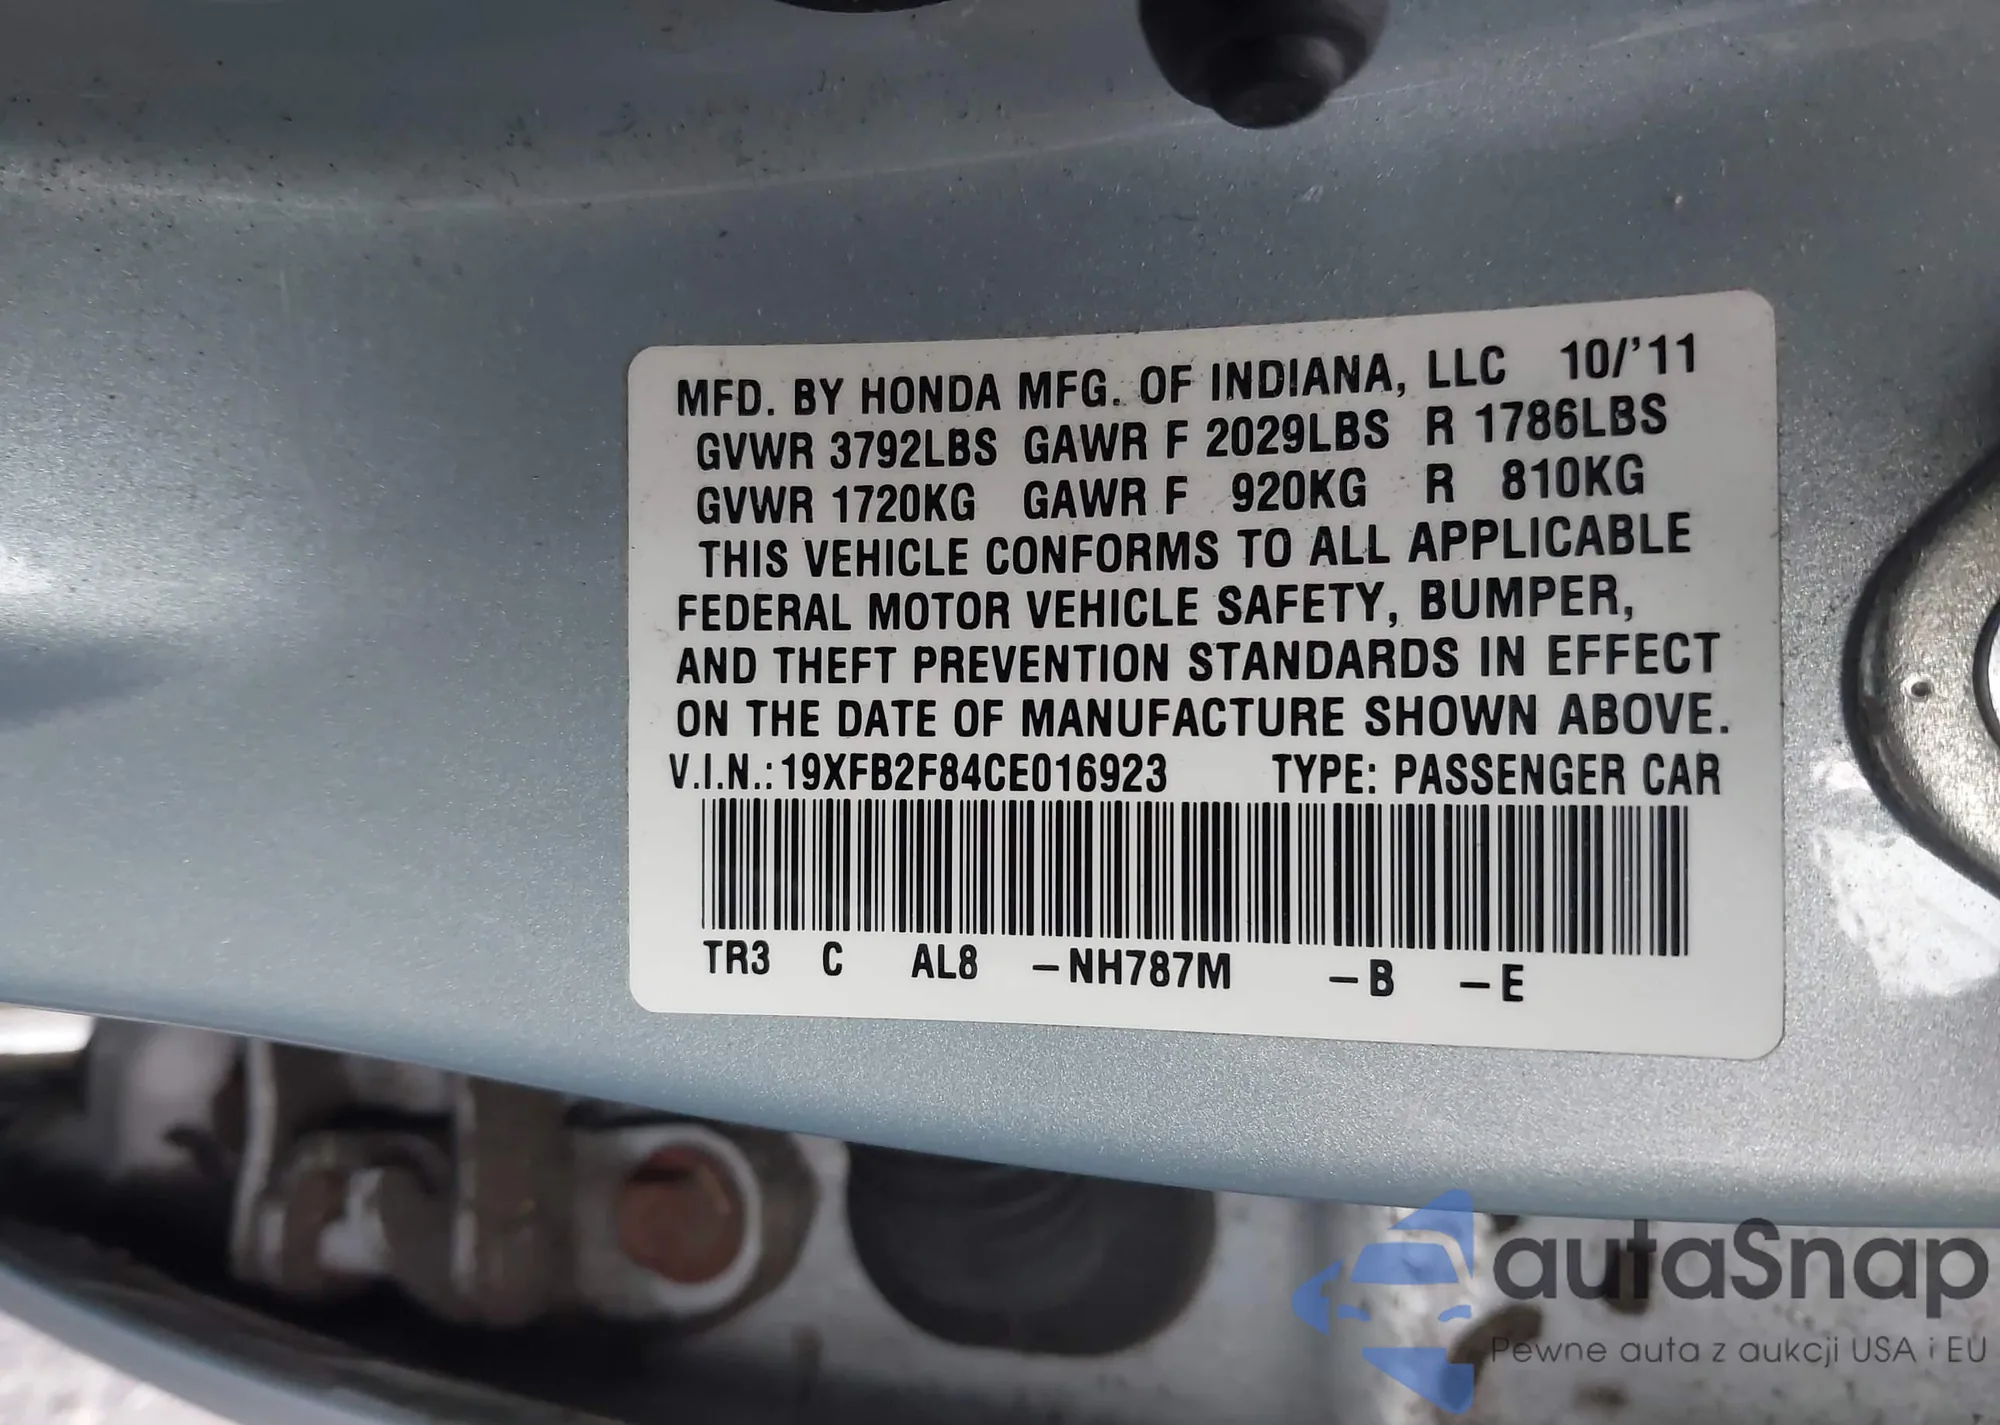 MFD. BY HONDA MFG. OF INDIANA, LLC 10/'11
GVWR 3792LBS GAWR F 2029LBS R 1786LBS
GVWR 1720KG GAWR F 920KG R 810KG
THIS VEHICLE CONFORMS TO ALL APPLICABLE
FEDERAL MOTOR VEHICLE SAFETY, BUMPER,
AND THEFT PREVENTION STANDARDS IN EFFECT
ON THE DATE OF MANUFACTURE SHOWN ABOVE.
V.I.N.: 19XFB2F84CE016923 TYPE: PASSENGER CAR
TR3 C AL8 -NH787M -B -E
autaSnap
Pewne auta z aukcji USA i EU